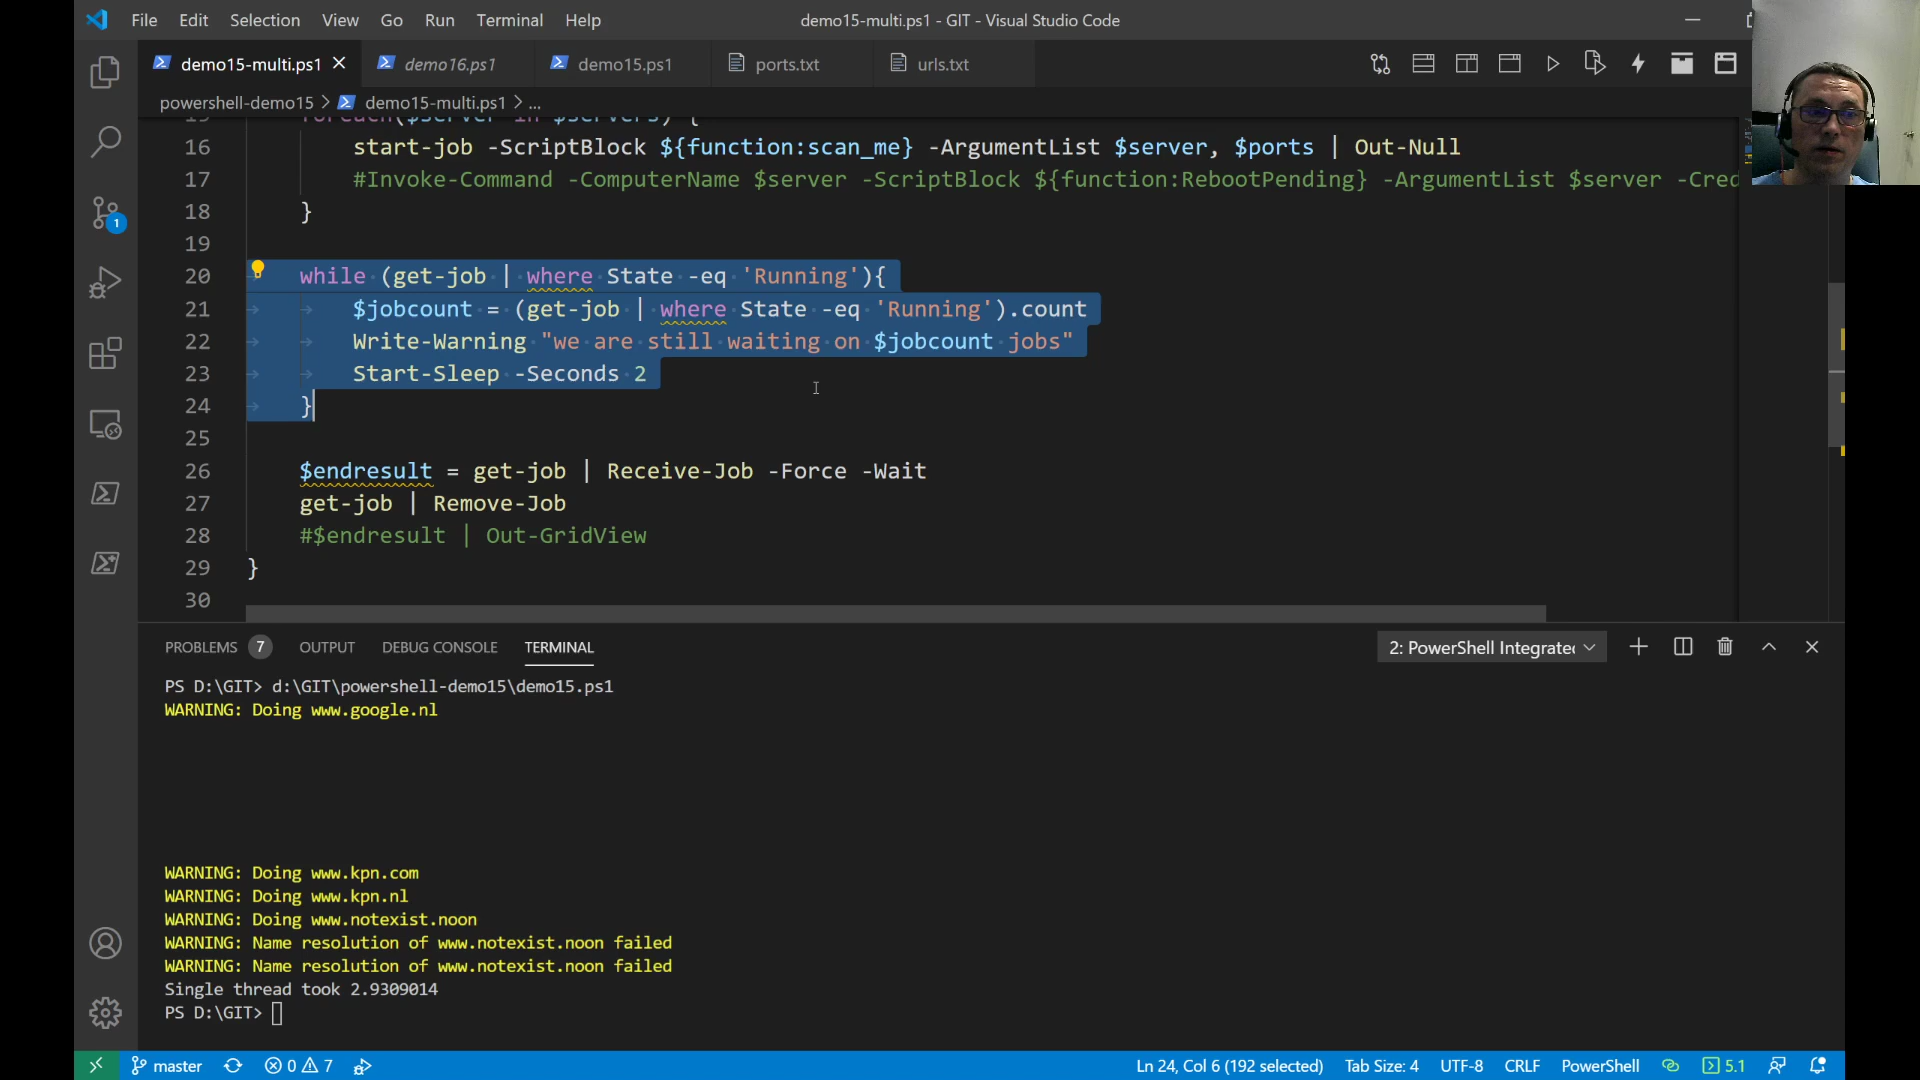 File Edit Selection View Go Run Terminal Help demo15-multi.ps1 - GIT - Visual Studio Code
demo15-multi.ps1 demo16.ps1 demo15.ps1 ports.txt urls.txt
powershell-demo15 > demo15-multi.ps1 > ...
15 foreach($server in $servers) {
16 start-job -ScriptBlock ${function:scan_me} -ArgumentList $server, $ports | Out-Null
17 #Invoke-Command -ComputerName $server -ScriptBlock ${function:RebootPending} -ArgumentList $server -Cred
18 }
19
20 while (get-job | where State -eq 'Running'){
21 $jobcount = (get-job | where State -eq 'Running').count
22 Write-Warning "we are still waiting on $jobcount jobs"
23 Start-Sleep -Seconds 2
24 }
25
26 $endresult = get-job | Receive-Job -Force -Wait
27 get-job | Remove-Job
28 #$endresult | Out-GridView
29 }
30
1
PROBLEMS 7 OUTPUT DEBUG CONSOLE TERMINAL 2: PowerShell Integrate
PS D:\GIT> d:\GIT\powershell-demo15\demo15.ps1
WARNING: Doing www.google.nl
WARNING: Doing www.kpn.com
WARNING: Doing www.kpn.nl
WARNING: Doing www.notexist.noon
WARNING: Name resolution of www.notexist.noon failed
WARNING: Name resolution of www.notexist.noon failed
Single thread took 2.9309014
PS D:\GIT>
master 0 7 Ln 24, Col 6 (192 selected) Tab Size: 4 UTF-8 CRLF PowerShell 5.1